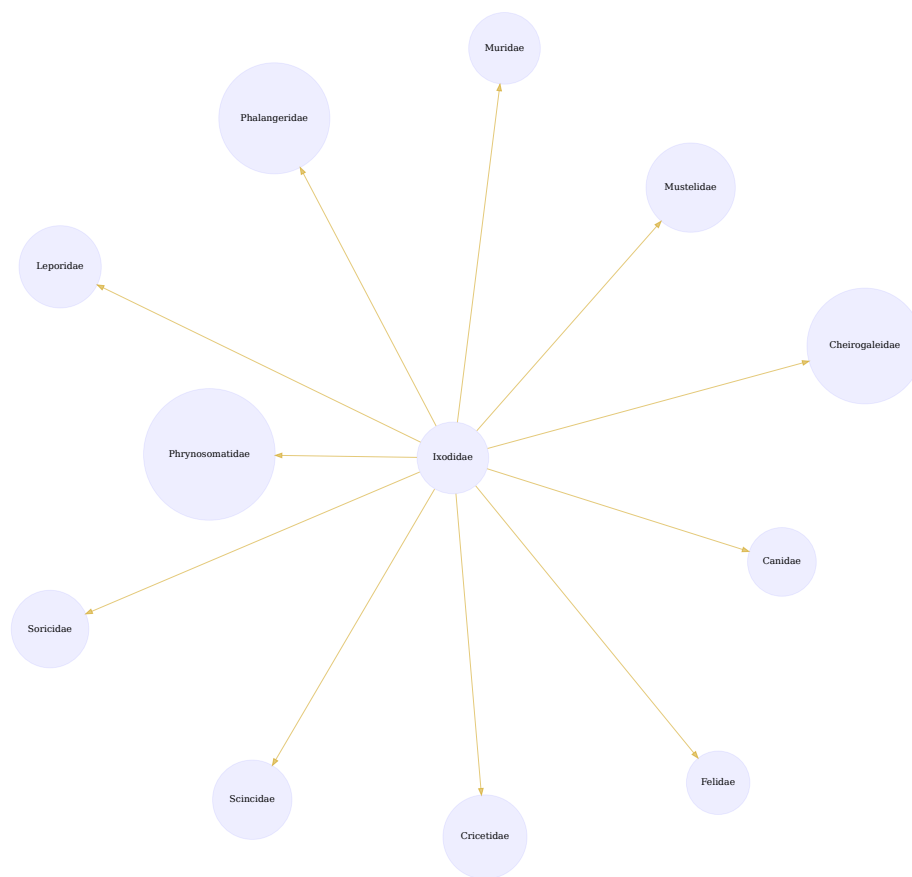 Muridae
Phalangeridae
Mustelidae
Leporidae
Cheirogaleidae
Phrynosomatidae
Ixodidae
Canidae
Soricidae
Felidae
Scincidae
Cricetidae